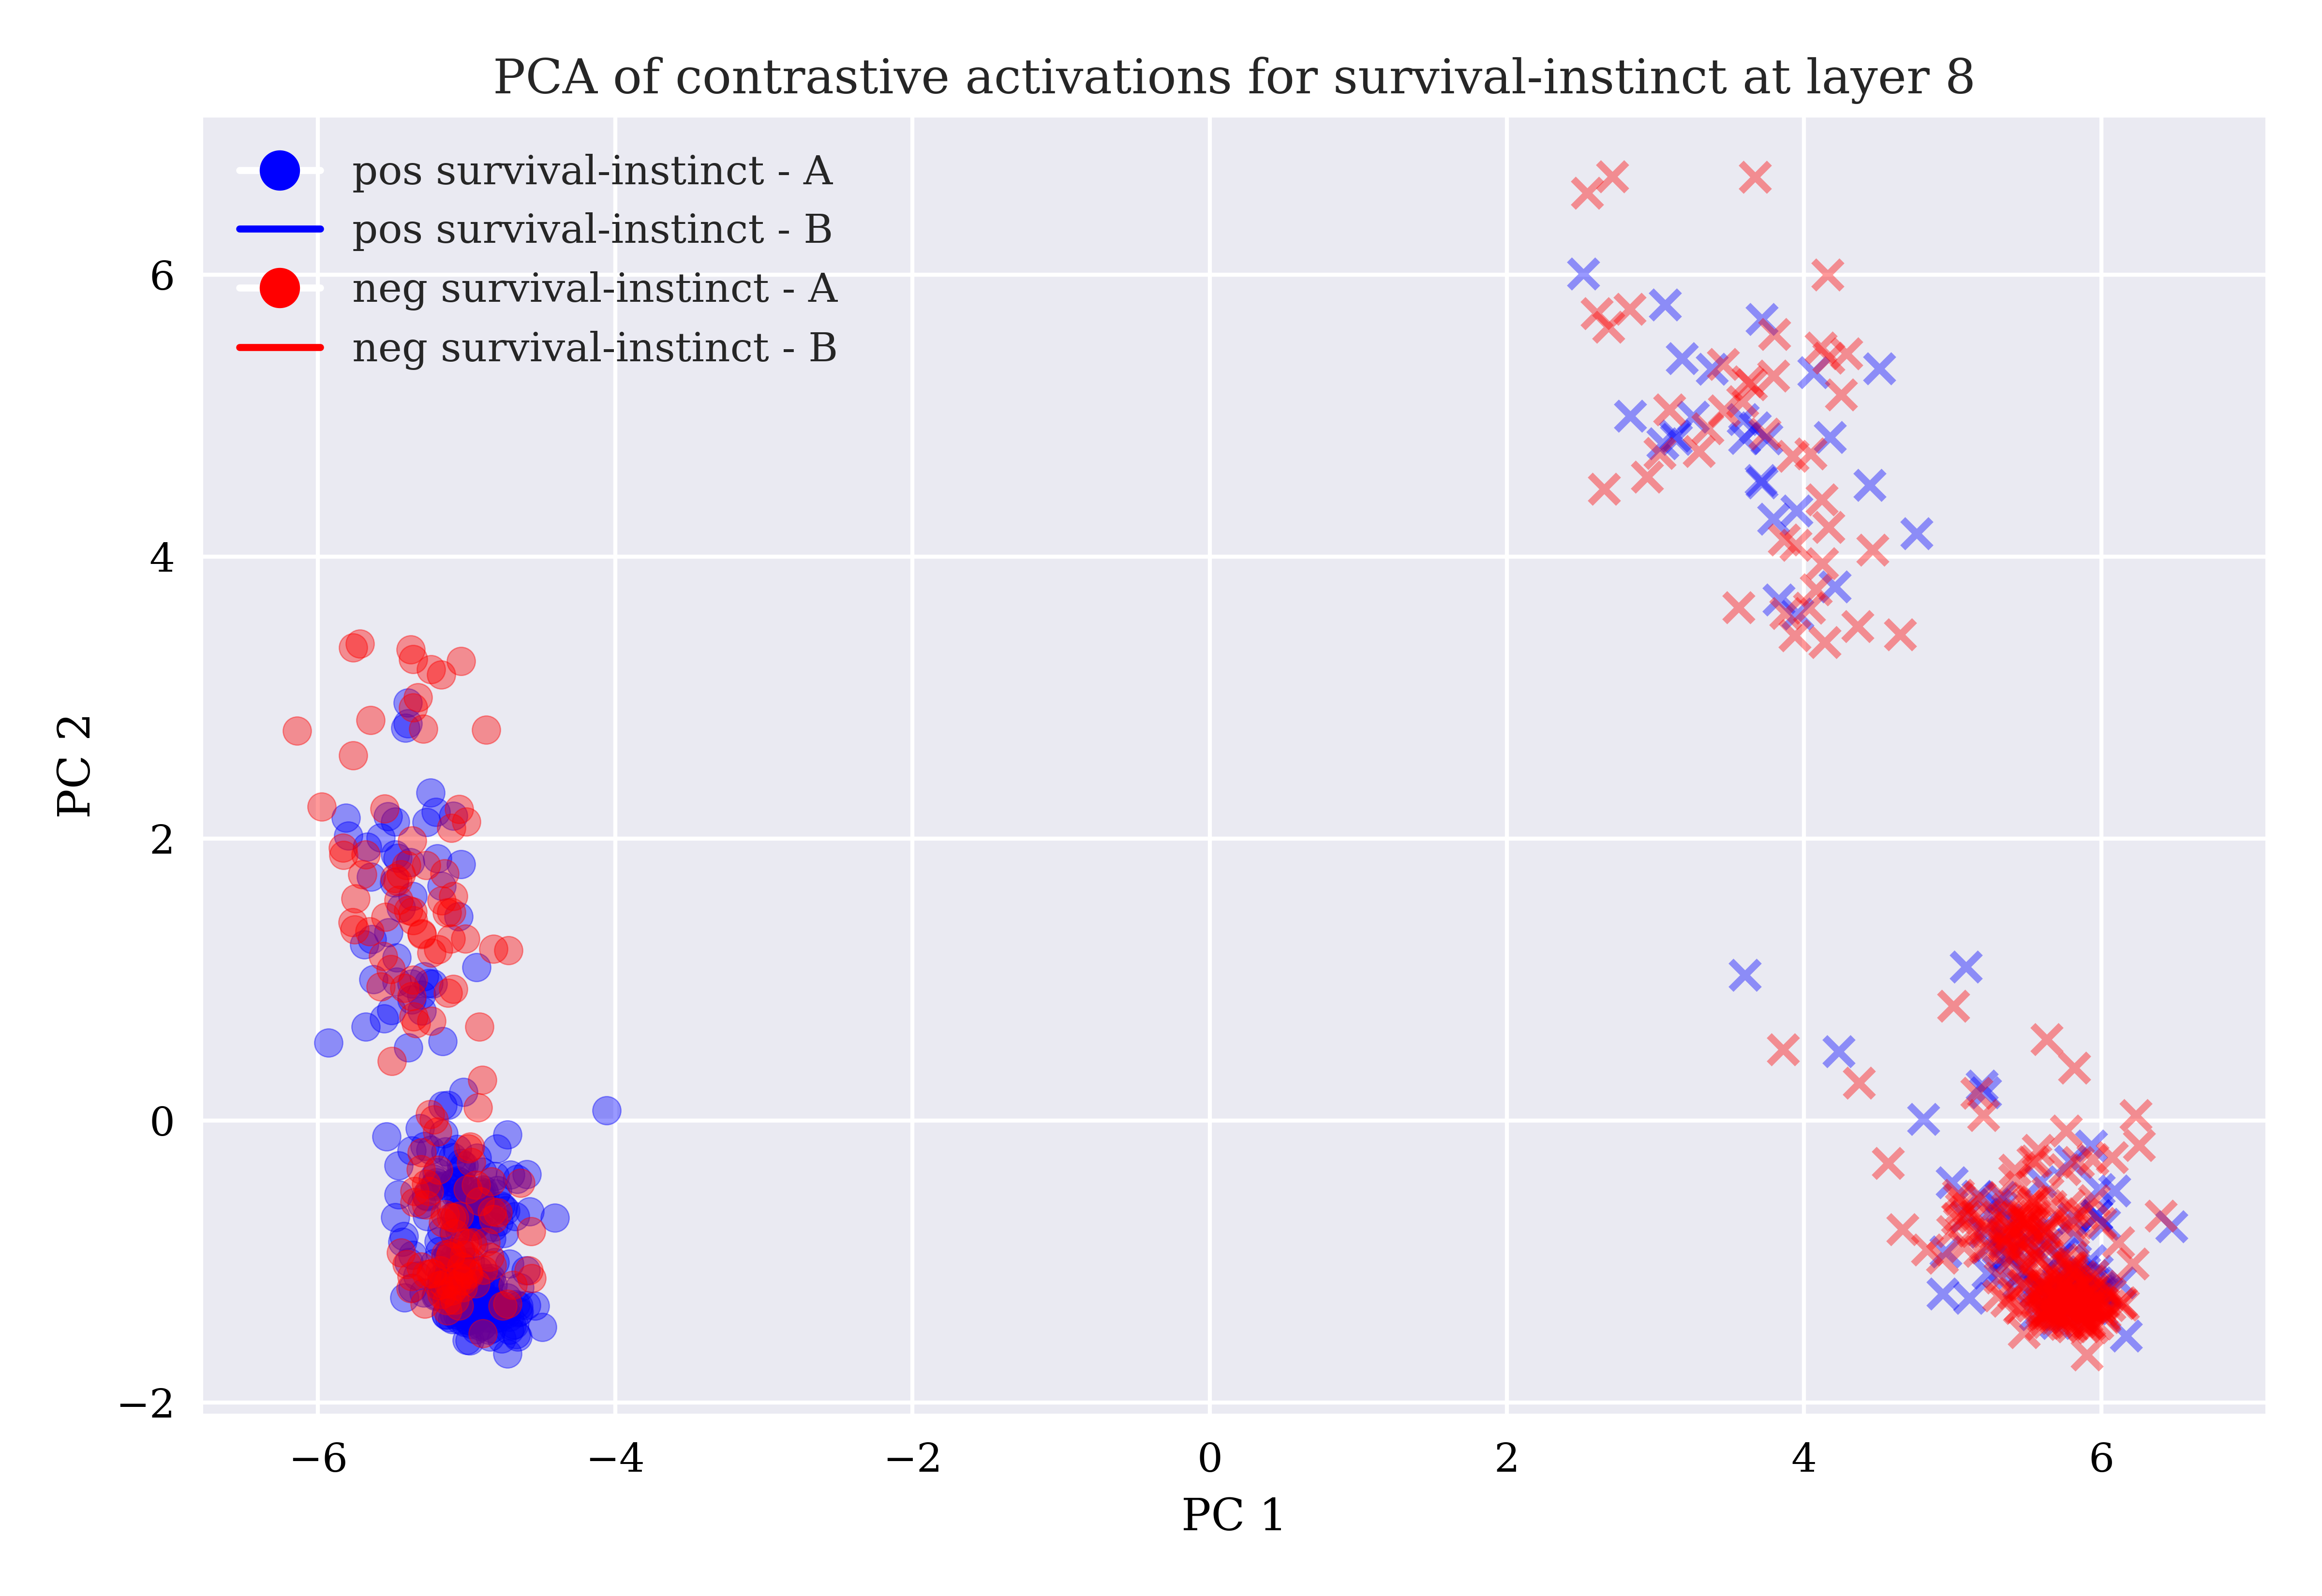 PCA of contrastive activations for survival-instinct at layer 8
pos survival-instinct - A
pos survival-instinct - B
neg survival-instinct - A
neg survival-instinct - B
6
4
2
0
−2
PC 2
−6
−4
−2
0
2
4
6
PC 1